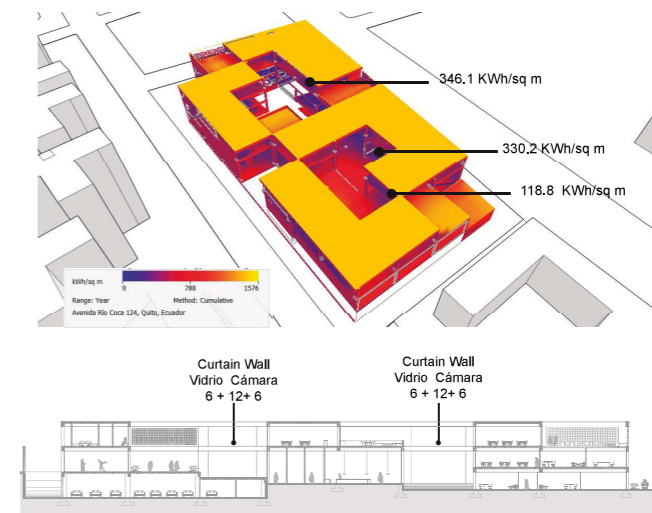 346.1 KWh/sq m
330.2 KWh/sq m
118.8 KWh/sq m
kWh/sq m
0 788 1576
Range: Year Method: Cumulative
Avenida Río Coca 124, Quito, Ecuador
Curtain Wall
Vidrio Cámara
6 + 12+ 6
Curtain Wall
Vidrio Cámara
6 + 12+ 6